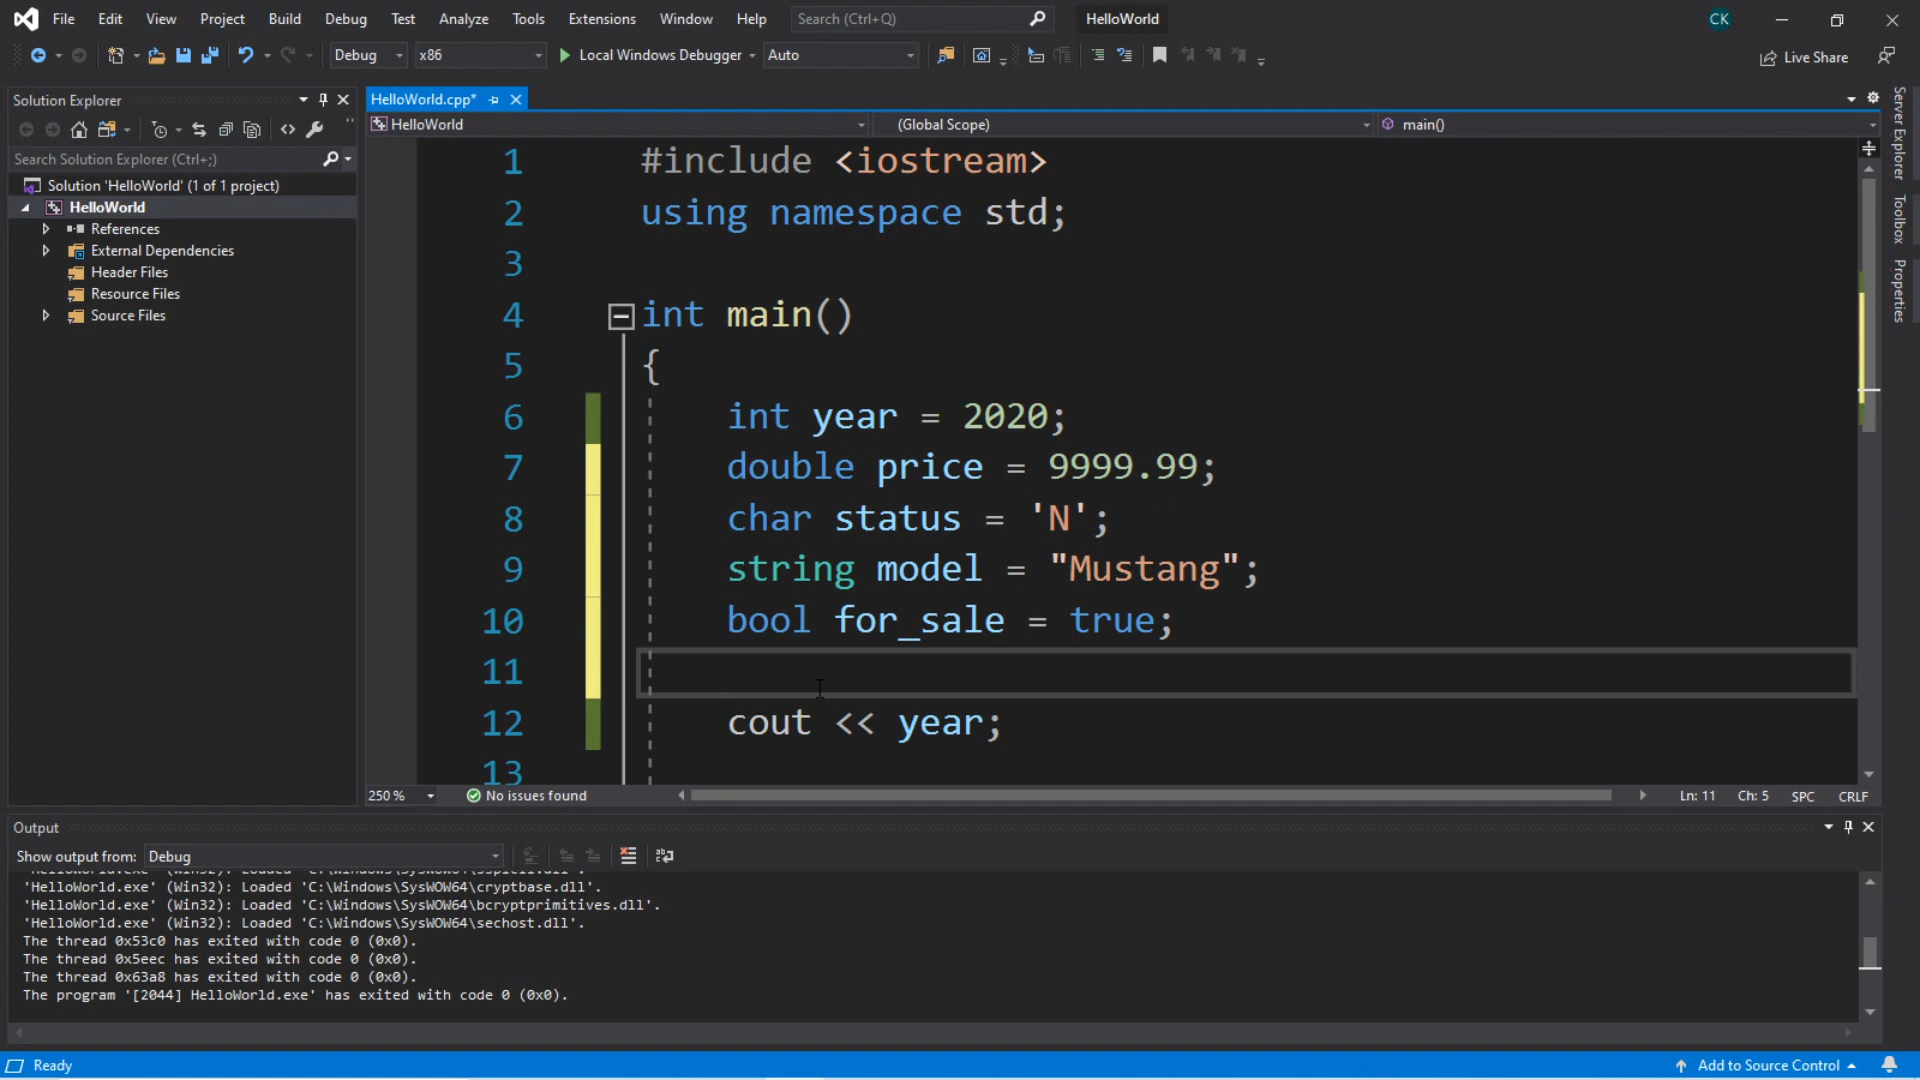 File Edit View Project Build Debug Test Analyze Tools Extensions Window Help Search (Ctrl+Q) HelloWorld CK
Debug x86 Local Windows Debugger Auto Live Share
Solution Explorer
Search Solution Explorer (Ctrl+;)
Solution 'HelloWorld' (1 of 1 project)
HelloWorld
References
External Dependencies
Header Files
Resource Files
Source Files
HelloWorld.cpp*
HelloWorld (Global Scope) main()
1 #include <iostream>
2 using namespace std;
3
4 int main()
5 {
6 int year = 2020;
7 double price = 9999.99;
8 char status = 'N';
9 string model = "Mustang";
10 bool for_sale = true;
11
12 cout << year;
13
250 % No issues found Ln: 11 Ch: 5 SPC CRLF
Server Explorer
Toolbox
Properties
Output
Show output from: Debug
'HelloWorld.exe' (Win32): Loaded 'C:\Windows\SysWOW64\cryptbase.dll'.
'HelloWorld.exe' (Win32): Loaded 'C:\Windows\SysWOW64\bcryptprimitives.dll'.
'HelloWorld.exe' (Win32): Loaded 'C:\Windows\SysWOW64\sechost.dll'.
The thread 0x53c0 has exited with code 0 (0x0).
The thread 0x5eec has exited with code 0 (0x0).
The thread 0x63a8 has exited with code 0 (0x0).
The program '[2044] HelloWorld.exe' has exited with code 0 (0x0).
Ready Add to Source Control